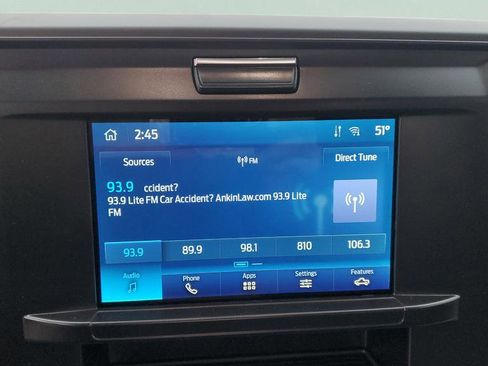 2:45
51°
Sources
FM
Direct Tune
93.9 ccident?
93.9 Lite FM Car Accident? AnkinLaw.com 93.9 Lite
FM
93.9 89.9 98.1 810 106.3
Audio Phone Apps Settings Features